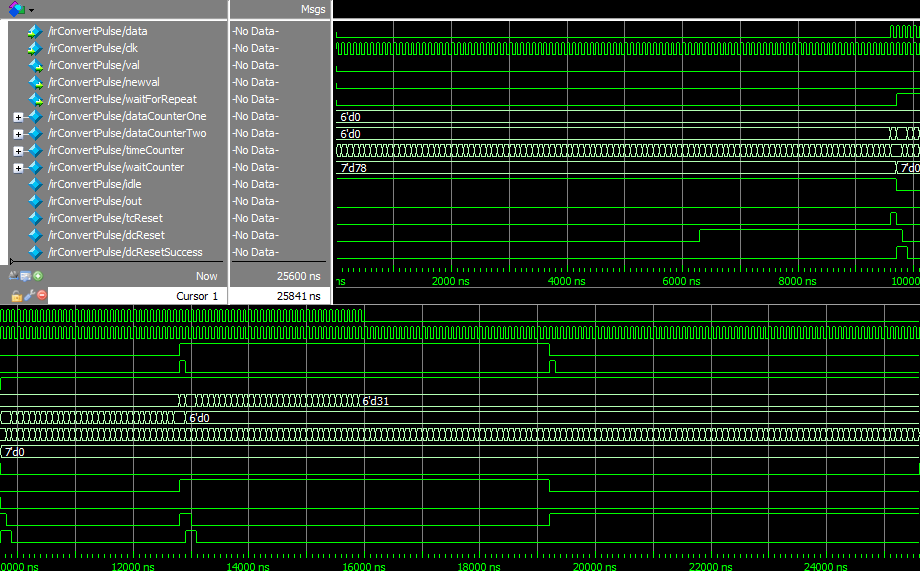 Msgs
/irConvertPulse/data -No Data-
/irConvertPulse/clk -No Data-
/irConvertPulse/val -No Data-
/irConvertPulse/newval -No Data-
/irConvertPulse/waitForRepeat -No Data-
/irConvertPulse/dataCounterOne -No Data- 6'd0
/irConvertPulse/dataCounterTwo -No Data- 6'd0
/irConvertPulse/timeCounter -No Data-
/irConvertPulse/waitCounter -No Data- 7'd78 7'd0
/irConvertPulse/idle -No Data-
/irConvertPulse/out -No Data-
/irConvertPulse/tcReset -No Data-
/irConvertPulse/dcReset -No Data-
/irConvertPulse/dcResetSuccess -No Data-
Now 25600 ns ns 2000 ns 4000 ns 6000 ns 8000 ns 10000
Cursor 1 25841 ns
6'd31
6'd0
7'd0
0000 ns 12000 ns 14000 ns 16000 ns 18000 ns 20000 ns 22000 ns 24000 ns